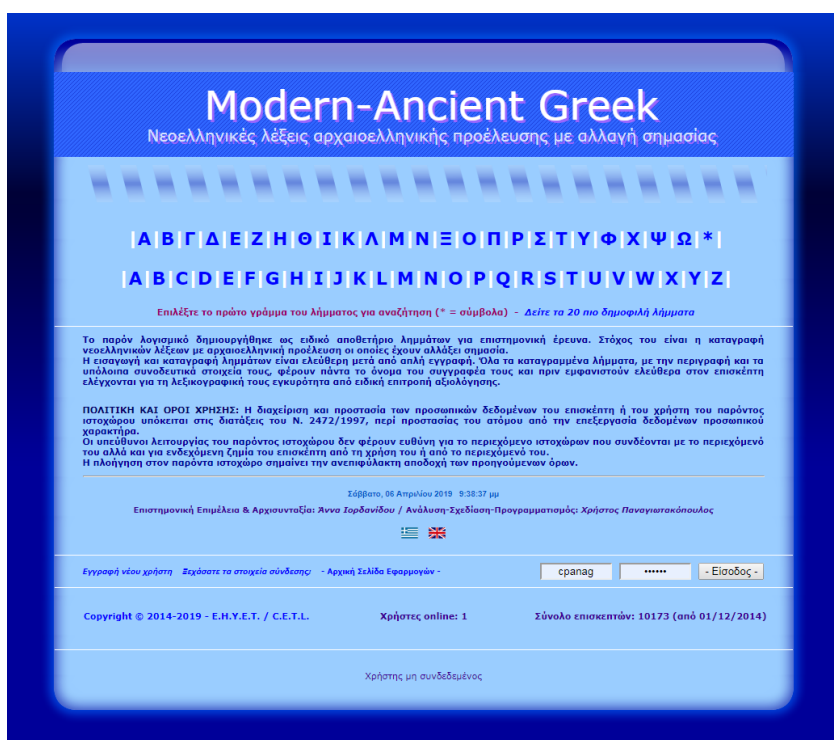 Modern-Ancient Greek
Νεοελληνικές λέξεις αρχαιοελληνικής προέλευσης με αλλαγή σημασίας
|Α|Β|Γ|Δ|Ε|Ζ|Η|Θ|Ι|Κ|Λ|Μ|Ν|Ξ|Ο|Π|Ρ|Σ|Τ|Υ|Φ|Χ|Ψ|Ω|*|
|A|B|C|D|E|F|G|H|I|J|K|L|M|N|O|P|Q|R|S|T|U|V|W|X|Y|Z|
Επιλέξτε το πρώτο γράμμα του λήμματος για αναζήτηση (* = σύμβολα) - Δείτε τα 20 πιο δημοφιλή λήμματα
Το παρόν λογισμικό δημιουργήθηκε ως ειδικό αποθετήριο λημμάτων για επιστημονική έρευνα. Στόχος του είναι η καταγραφή
νεοελληνικών λέξεων με αρχαιοελληνική προέλευση οι οποίες έχουν αλλάξει σημασία.
Η εισαγωγή και καταγραφή λημμάτων είναι ελεύθερη μετά από απλή εγγραφή. Όλα τα καταγραμμένα λήμματα, με την περιγραφή και τα
υπόλοιπα συνοδευτικά στοιχεία τους, φέρουν πάντα το όνομα του συγγραφέα τους και πριν εμφανιστούν ελεύθερα στον επισκέπτη
ελέγχονται για τη λεξικογραφική τους εγκυρότητα από ειδική επιτροπή αξιολόγησης.
ΠΟΛΙΤΙΚΗ ΚΑΙ ΟΡΟΙ ΧΡΗΣΗΣ: Η διαχείριση και προστασία των προσωπικών δεδομένων του επισκέπτη ή του χρήστη του παρόντος
ιστοχώρου υπόκειται στις διατάξεις του Ν. 2472/1997, περί προστασίας του ατόμου από την επεξεργασία δεδομένων προσωπικού
χαρακτήρα.
Οι υπεύθυνοι λειτουργίας του παρόντος ιστοχώρου δεν φέρουν ευθύνη για το περιεχόμενο ιστοχώρων που συνδέονται με το περιεχόμενό
του αλλά και για ενδεχόμενη ζημία του επισκέπτη από τη χρήση του ή από το περιεχόμενό του.
Η πλοήγηση στον παρόντα ιστοχώρο σημαίνει την ανεπιφύλακτη αποδοχή των προηγούμενων όρων.
Σάββατο, 06 Απριλίου 2019 9:38:37 μμ
Επιστημονική Επιμέλεια & Αρχισυνταξία: Άννα Ιορδανίδου / Ανάλυση-Σχεδίαση-Προγραμματισμός: Χρήστος Παναγιωτακόπουλος
Εγγραφή νέου χρήστη Ξεχάσατε τα στοιχεία σύνδεσης; - Αρχική Σελίδα Εφαρμογών - cpanag •••••• - Είσοδος -
Copyright © 2014-2019 - Ε.Η.Υ.Ε.Τ. / C.E.T.L. Χρήστες online: 1 Σύνολο επισκεπτών: 10173 (από 01/12/2014)
Χρήστης μη συνδεδεμένος